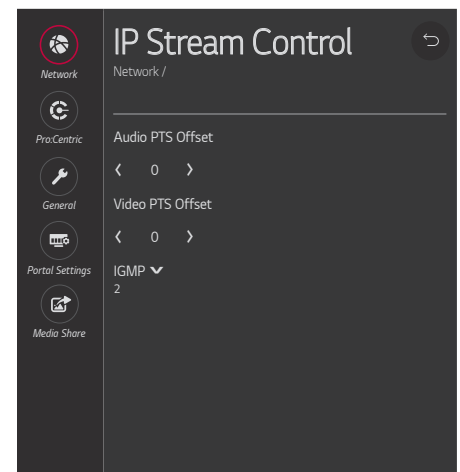 IP Stream Control
Network /
Network
Pro:Centric
General
Portal Settings
Media Share
Audio PTS Offset
0
Video PTS Offset
0
IGMP
2